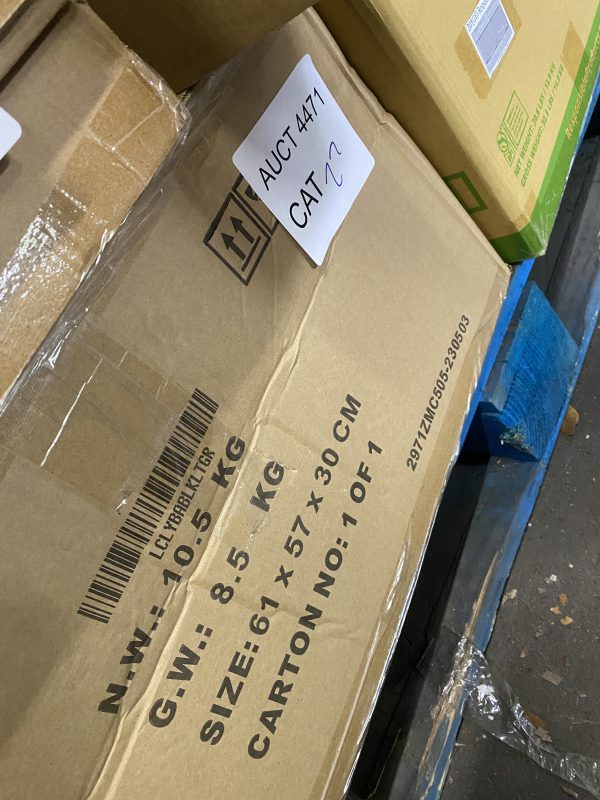 AUCT 4471
CAT 22
LCLYBABLKLTGR
N.W.: 10.5 KG
G.W.: 8.5 KG
SIZE: 61 x 57 x 30 CM
CARTON NO: 1 OF 1
2971ZMC505-230503